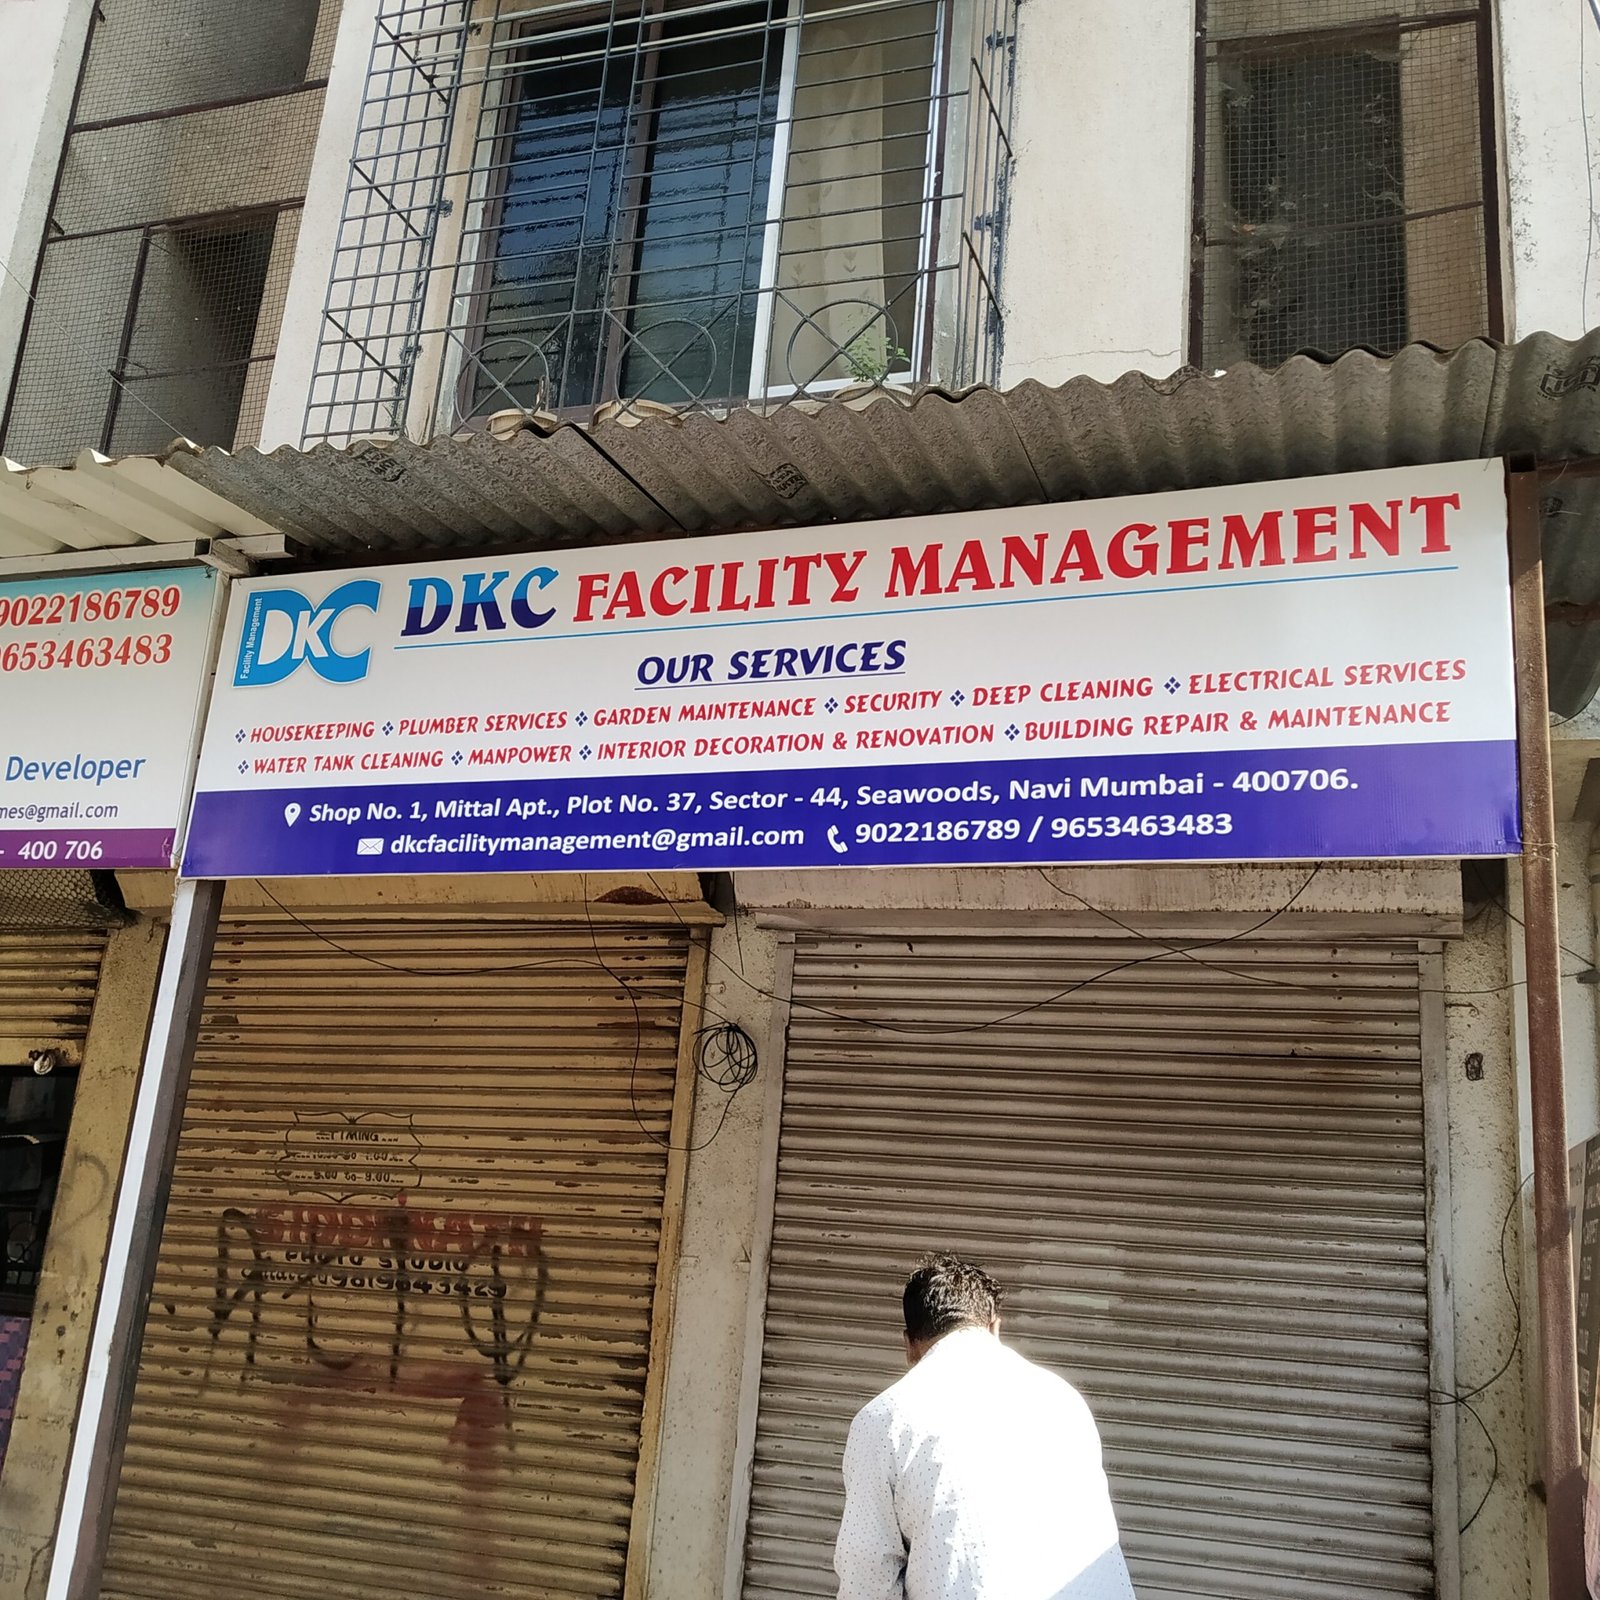 9022186789
9653463483
Developer
mes@gmail.com
- 400 706
Facility Management
DKC
DKC FACILITY MANAGEMENT
OUR SERVICES
❖ HOUSEKEEPING ❖ PLUMBER SERVICES ❖ GARDEN MAINTENANCE ❖ SECURITY ❖ DEEP CLEANING ❖ ELECTRICAL SERVICES
❖ WATER TANK CLEANING ❖ MANPOWER ❖ INTERIOR DECORATION & RENOVATION ❖ BUILDING REPAIR & MAINTENANCE
Shop No. 1, Mittal Apt., Plot No. 37, Sector - 44, Seawoods, Navi Mumbai - 400706.
dkcfacilitymanagement@gmail.com 9022186789 / 9653463483
TIMING
PHOTO STUDIO